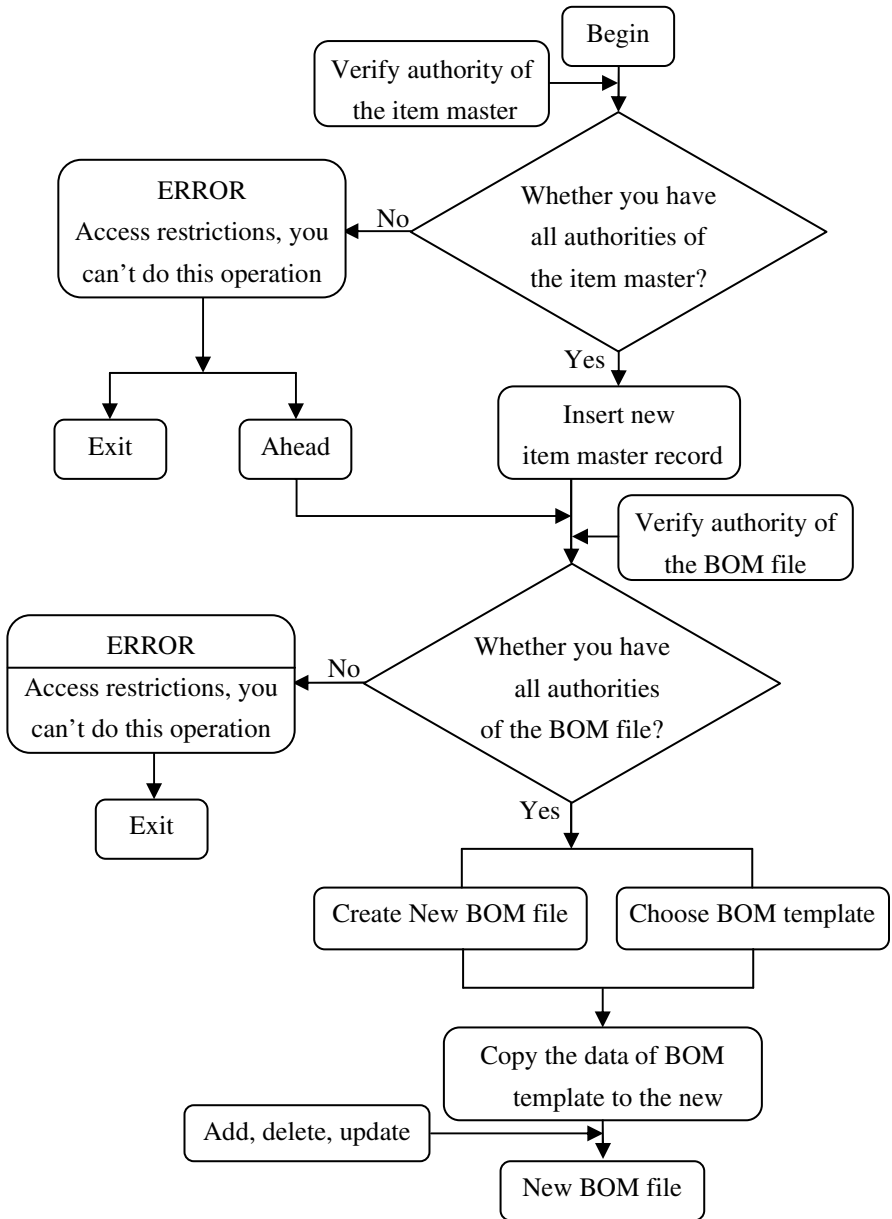 Begin
Verify authority of
the item master
Whether you have
all authorities of
the item master?
No
ERROR
Access restrictions, you
can't do this operation
Yes
Exit
Ahead
Insert new
item master record
Verify authority of
the BOM file
Whether you have
all authorities
of the BOM file?
No
ERROR
Access restrictions, you
can't do this operation
Exit
Yes
Create New BOM file
Choose BOM template
Copy the data of BOM
template to the new
Add, delete, update
New BOM file